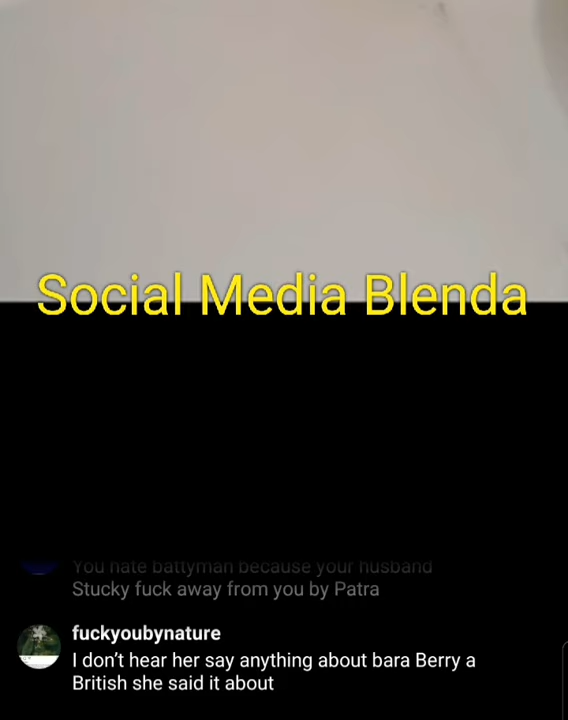 Social Media Blenda
You hate battyman because your husband
Stucky fuck away from you by Patra
fuckyoubynature
I don't hear her say anything about bara Berry a
British she said it about